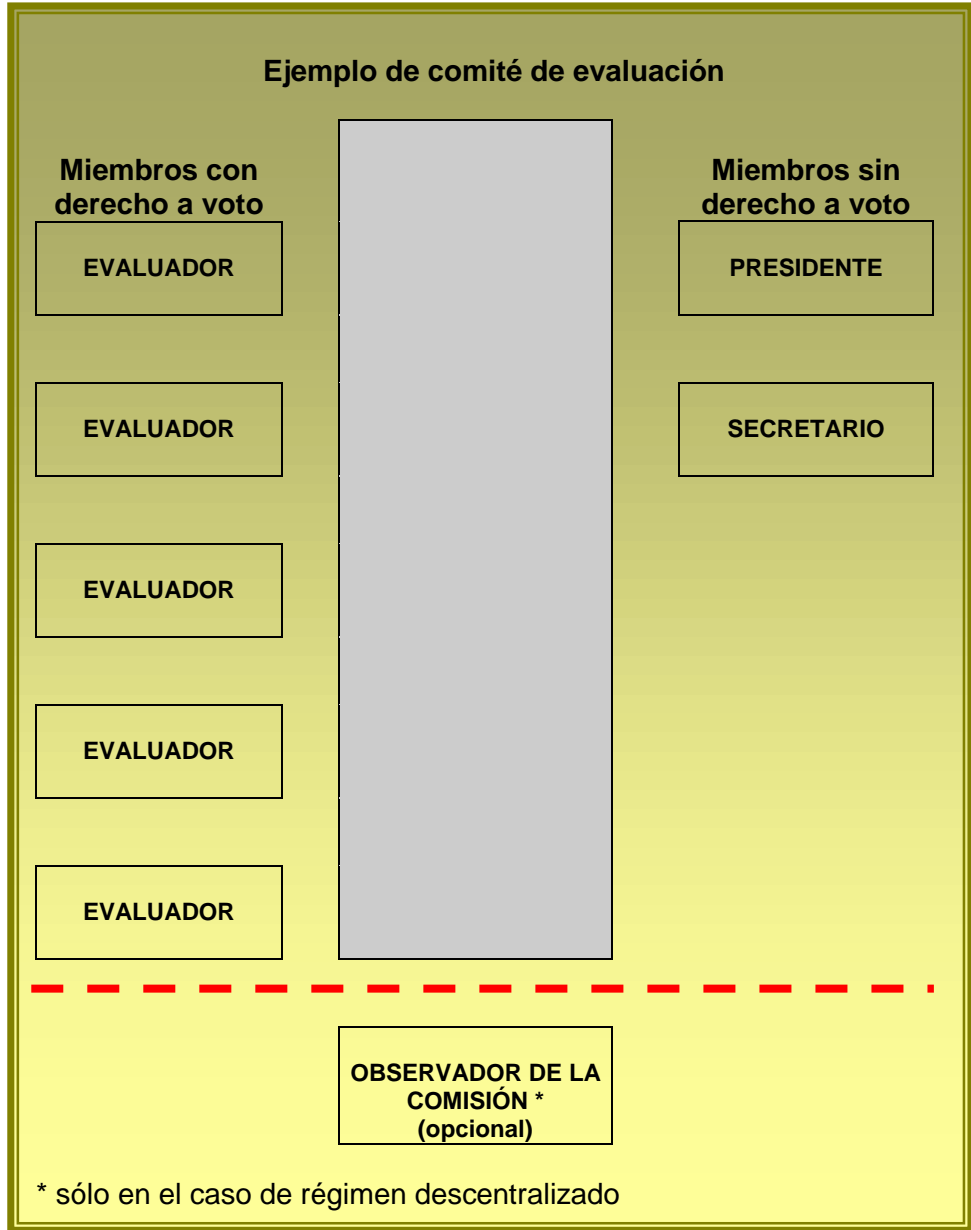 Ejemplo de comité de evaluación
Miembros con
derecho a voto
Miembros sin
derecho a voto
EVALUADOR
PRESIDENTE
EVALUADOR
SECRETARIO
EVALUADOR
EVALUADOR
EVALUADOR
OBSERVADOR DE LA
COMISIÓN *
(opcional)
* sólo en el caso de régimen descentralizado